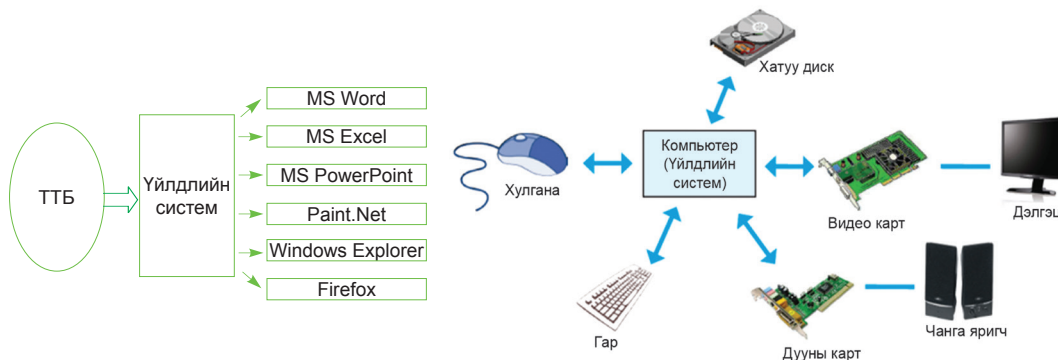 ТТБ
Үйлдлийн
систем
MS Word
MS Excel
MS PowerPoint
Paint.Net
Windows Explorer
Firefox
Хатуу диск
Хулгана
Компьютер
(Үйлдлийн
систем)
Видео карт
Дэлгэц
Гар
Дууны карт
Чанга яригч